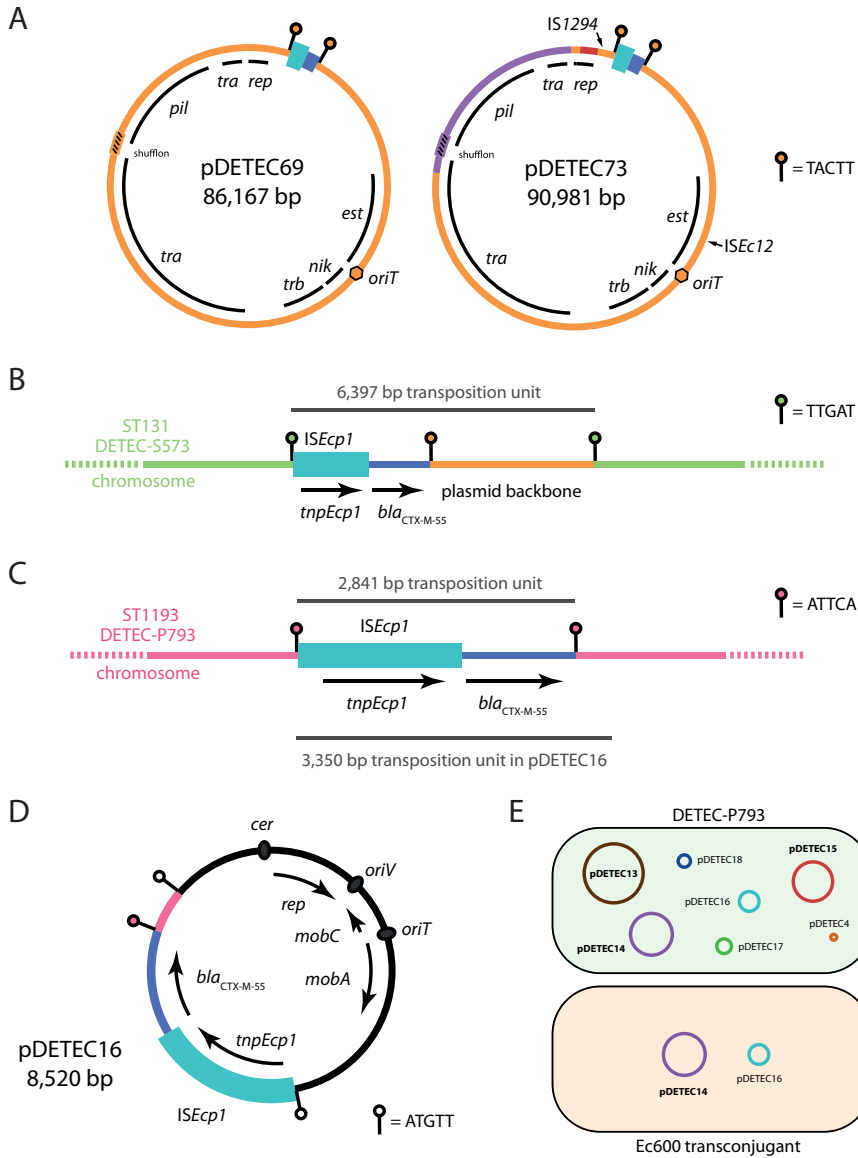 A
IS1294
tra rep
pil
shufflon
pDETEC69
86,167 bp
est
tra
nik
trb
oriT
tra rep
pil
shufflon
pDETEC73
90,981 bp
est
ISEc12
tra
nik
trb
oriT
= TACTT
B
6,397 bp transposition unit
= TTGAT
ST131
DETEC-S573
chromosome
ISEcp1
tnpEcp1
blaCTX-M-55
plasmid backbone
C
2,841 bp transposition unit
= ATTCA
ST1193
DETEC-P793
chromosome
ISEcp1
tnpEcp1
blaCTX-M-55
3,350 bp transposition unit in pDETEC16
D
cer
oriV
rep
mobC
oriT
mobA
blaCTX-M-55
tnpEcp1
pDETEC16
8,520 bp
ISEcp1
= ATGTT
E
DETEC-P793
pDETEC13
pDETEC18
pDETEC15
pDETEC16
pDETEC4
pDETEC14
pDETEC17
pDETEC14
pDETEC16
Ec600 transconjugant